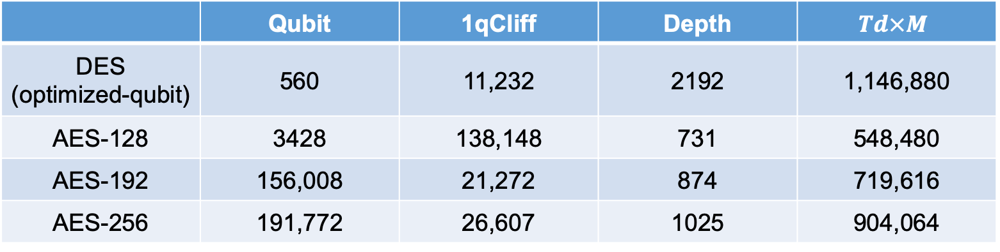 Qubit 1qCliff Depth Td×M
DES
(optimized-qubit) 560 11,232 2192 1,146,880
AES-128 3428 138,148 731 548,480
AES-192 156,008 21,272 874 719,616
AES-256 191,772 26,607 1025 904,064